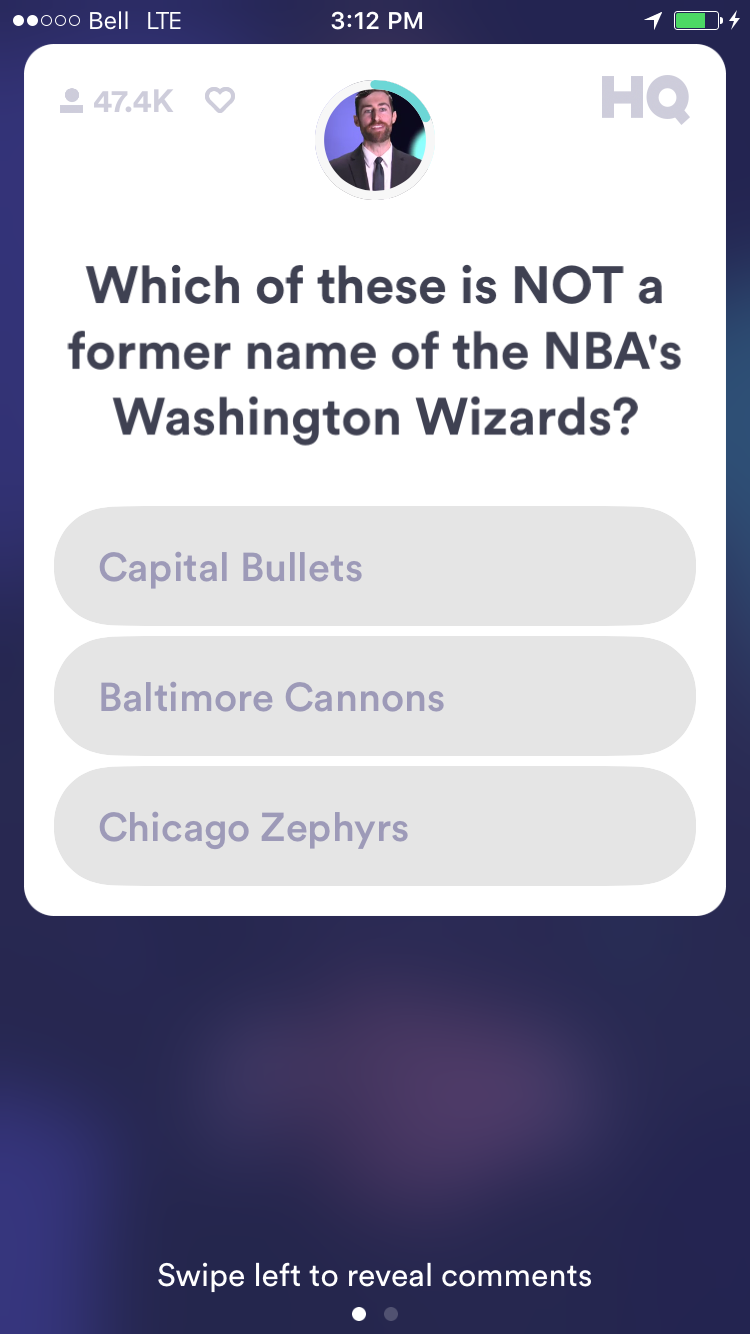 Bell LTE 3:12 PM
47.4K HQ
Which of these is NOT a
former name of the NBA's
Washington Wizards?
Capital Bullets
Baltimore Cannons
Chicago Zephyrs
Swipe left to reveal comments